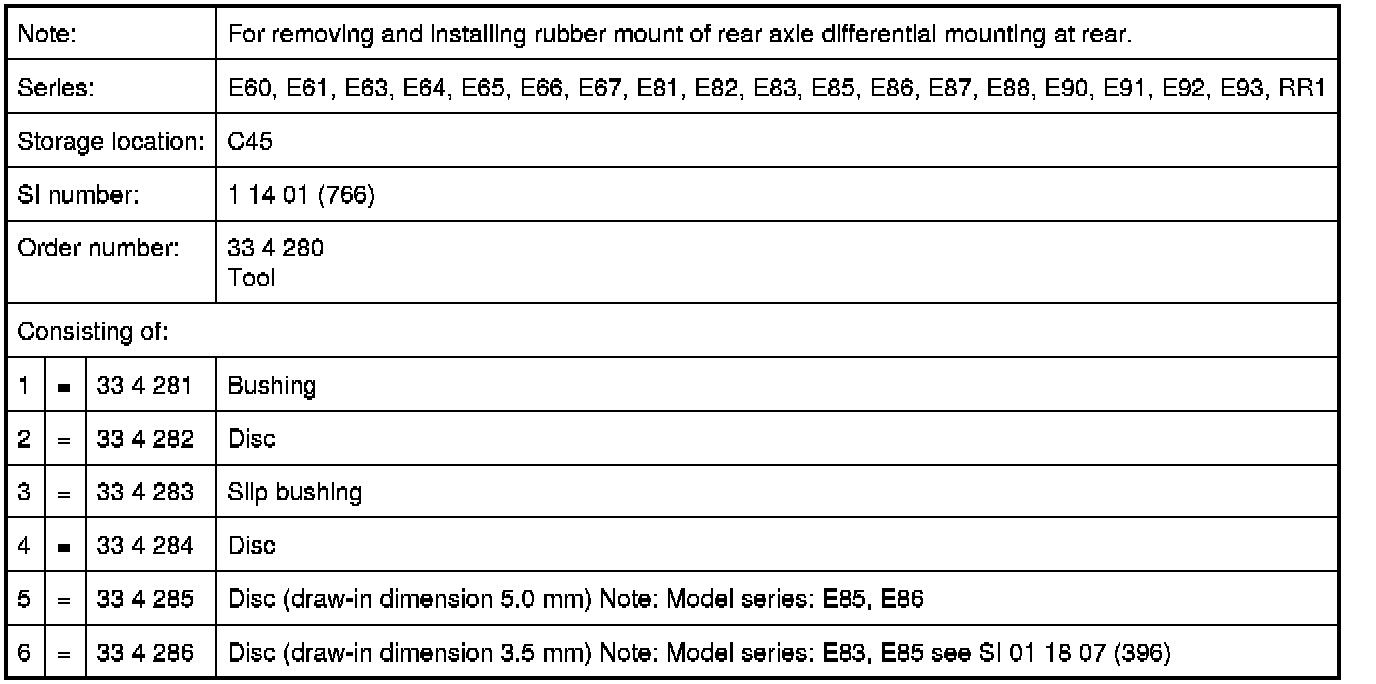 Note: For removing and installing rubber mount of rear axle differential mounting at rear.
Series: E60, E61, E63, E64, E65, E66, E67, E81, E82, E83, E85, E86, E87, E88, E90, E91, E92, E93, RR1
Storage location: C45
SI number: 1 14 01 (766)
Order number: 33 4 280
Tool
Consisting of:
1 = 33 4 281 Bushing
2 = 33 4 282 Disc
3 = 33 4 283 Slip bushing
4 = 33 4 284 Disc
5 = 33 4 285 Disc (draw-in dimension 5.0 mm) Note: Model series: E85, E86
6 = 33 4 286 Disc (draw-in dimension 3.5 mm) Note: Model series: E83, E85 see SI 01 18 07 (396)